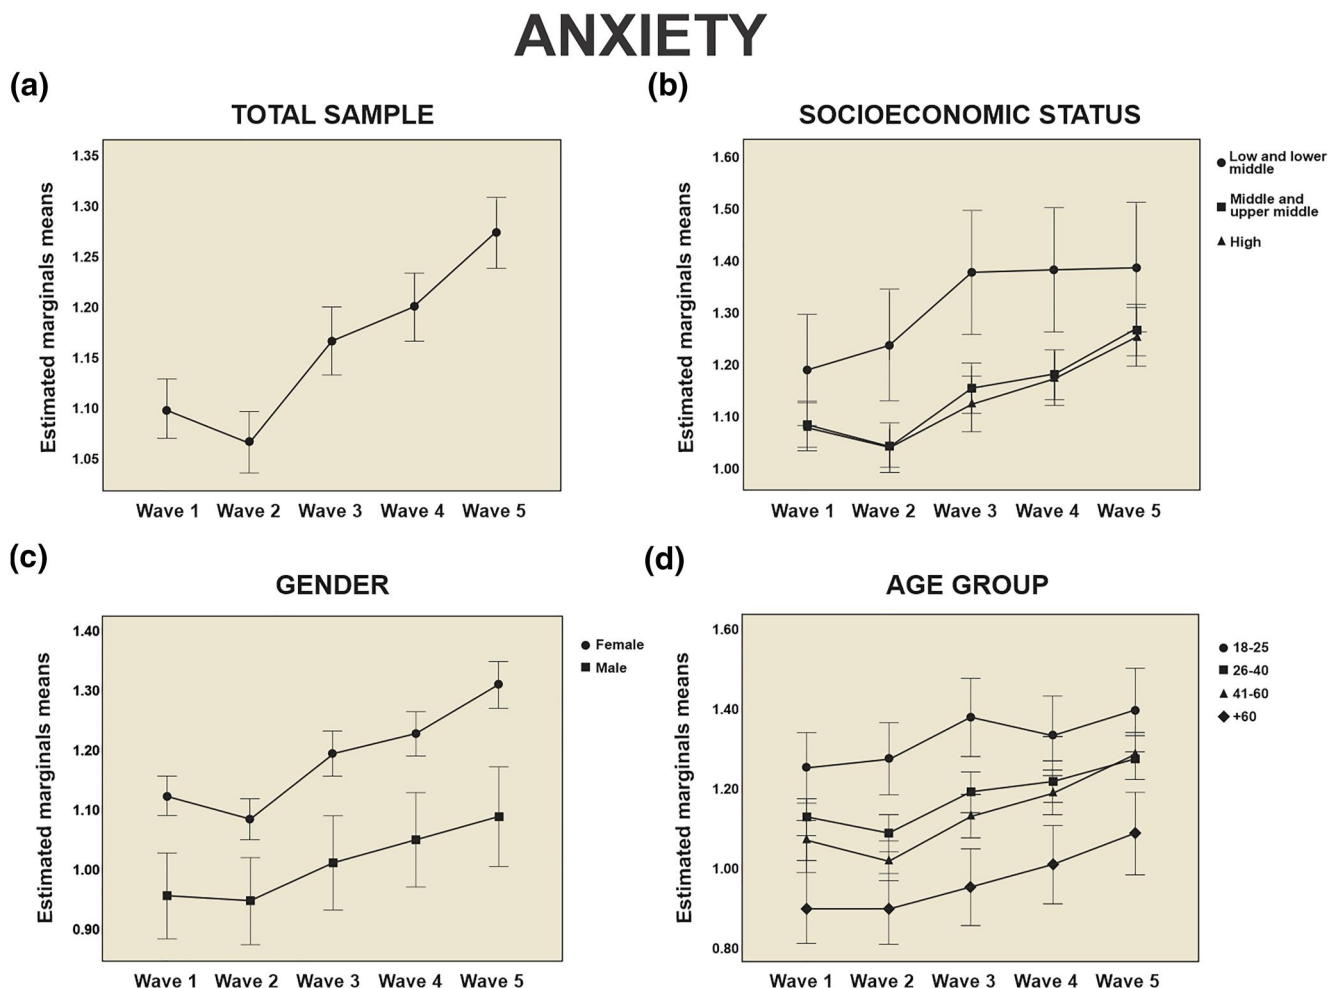 ANXIETY
(a)
TOTAL SAMPLE
Estimated marginals means
1.35
1.30
1.25
1.20
1.15
1.10
1.05
Wave 1 Wave 2 Wave 3 Wave 4 Wave 5
(b)
SOCIOECONOMIC STATUS
Estimated marginals means
1.60
1.50
1.40
1.30
1.20
1.10
1.00
Wave 1 Wave 2 Wave 3 Wave 4 Wave 5
Low and lower
middle
Middle and
upper middle
High
(c)
GENDER
Estimated marginals means
1.40
1.30
1.20
1.10
1.00
0.90
Wave 1 Wave 2 Wave 3 Wave 4 Wave 5
Female
Male
(d)
AGE GROUP
Estimated marginals means
1.60
1.40
1.20
1.00
0.80
Wave 1 Wave 2 Wave 3 Wave 4 Wave 5
18-25
26-40
41-60
+60